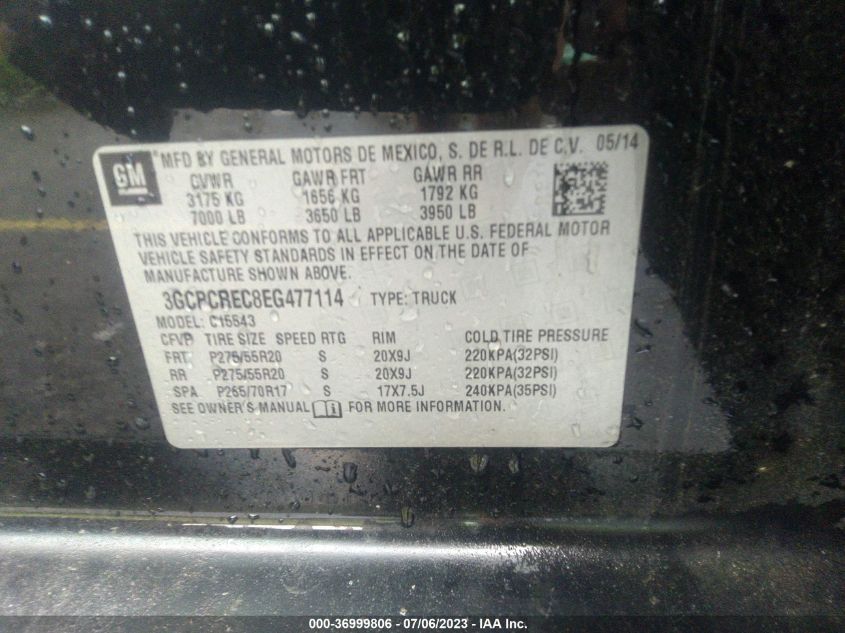 GM MFD BY GENERAL MOTORS DE MEXICO, S. DE R.L. DE C.V. 05/14
GVWR GAWR FRT GAWR RR
3175 KG 1656 KG 1792 KG
7000 LB 3650 LB 3950 LB
THIS VEHICLE CONFORMS TO ALL APPLICABLE U.S. FEDERAL MOTOR
VEHICLE SAFETY STANDARDS IN EFFECT ON THE DATE OF
MANUFACTURE SHOWN ABOVE.
3GCPCREC8EG477114 TYPE: TRUCK
MODEL: C15543
TIRE SIZE SPEED RTG RIM COLD TIRE PRESSURE
FRT P275/55R20 S 20X9J 220KPA(32PSI)
RR P275/55R20 S 20X9J 220KPA(32PSI)
SPA P265/70R17 S 17X7.5J 240KPA(35PSI)
SEE OWNER'S MANUAL FOR MORE INFORMATION.
000-36999806 - 07/06/2023 - © IAA Inc.